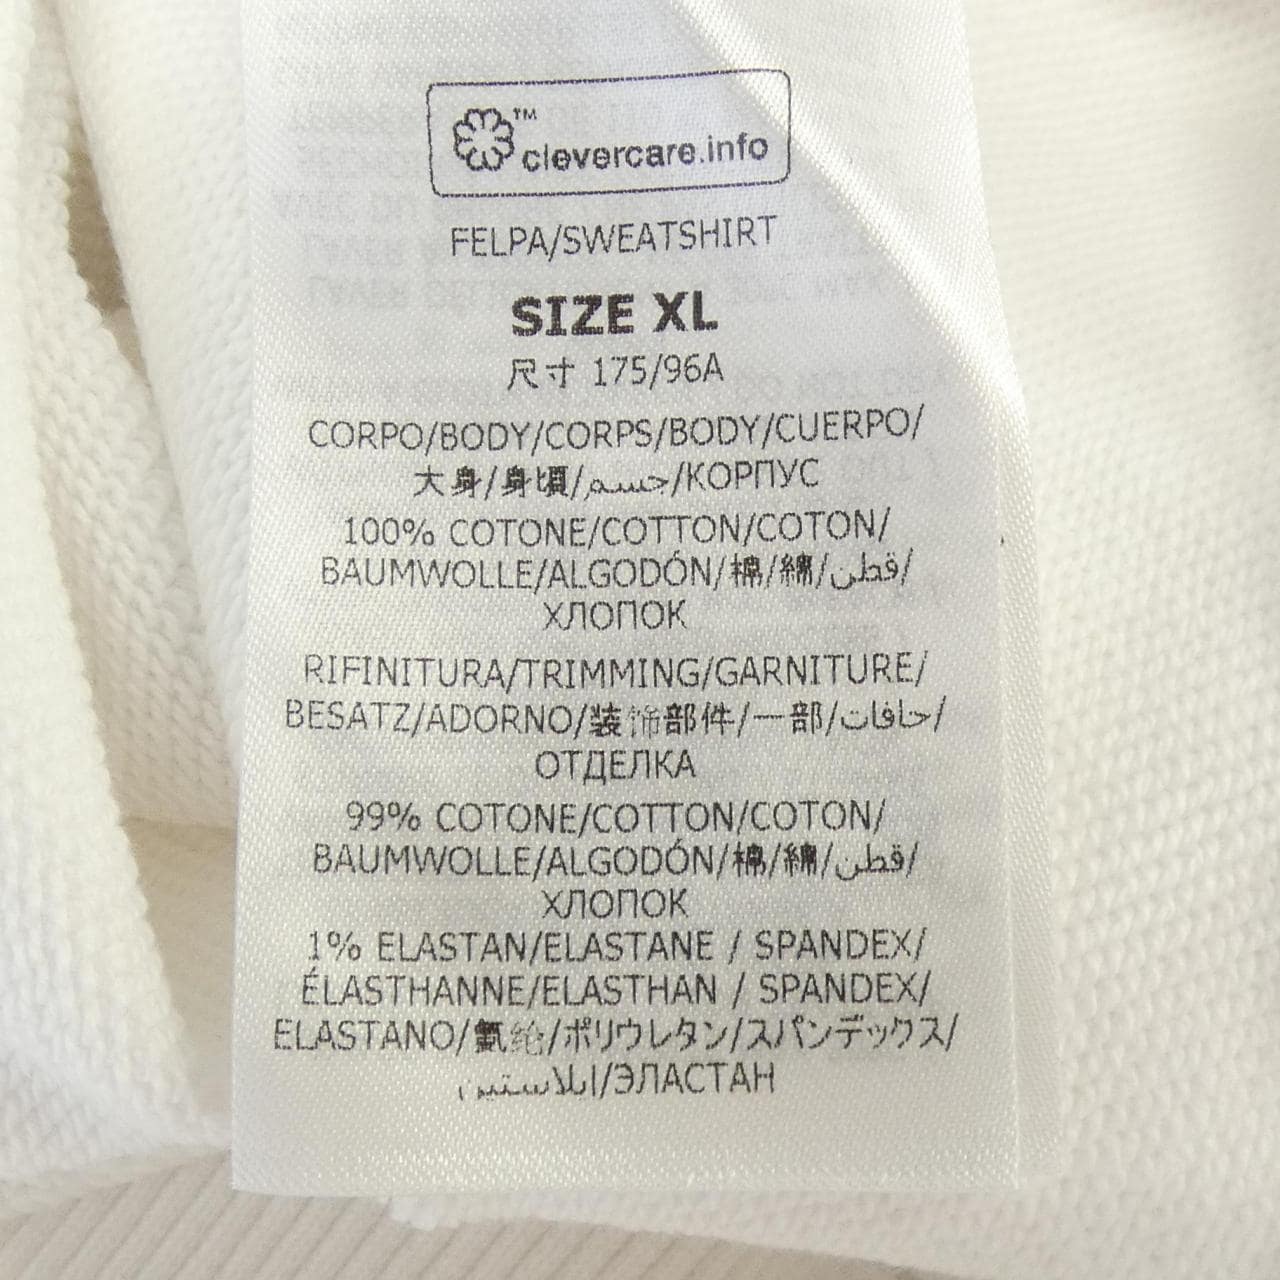 ™
clevercare.info
FELPA/SWEATSHIRT
SIZE XL
尺寸 175/96A
CORPO/BODY/CORPS/BODY/CUERPO/
大身/身頃/جسم/КОРПУС
100% COTONE/COTTON/COTON/
BAUMWOLLE/ALGODÓN/棉/綿/قطن/
ХЛОПОК
RIFINITURA/TRIMMING/GARNITURE/
BESATZ/ADORNO/装饰部件/一部/حافات/
ОТДЕЛКА
99% COTONE/COTTON/COTON/
BAUMWOLLE/ALGODÓN/棉/綿/قطن/
ХЛОПОК
1% ELASTAN/ELASTANE / SPANDEX/
ÉLASTHANNE/ELASTHAN / SPANDEX/
ELASTANO/氨纶/ポリウレタン/スパンデックス/
ايلاستين/ЭЛАСТАН